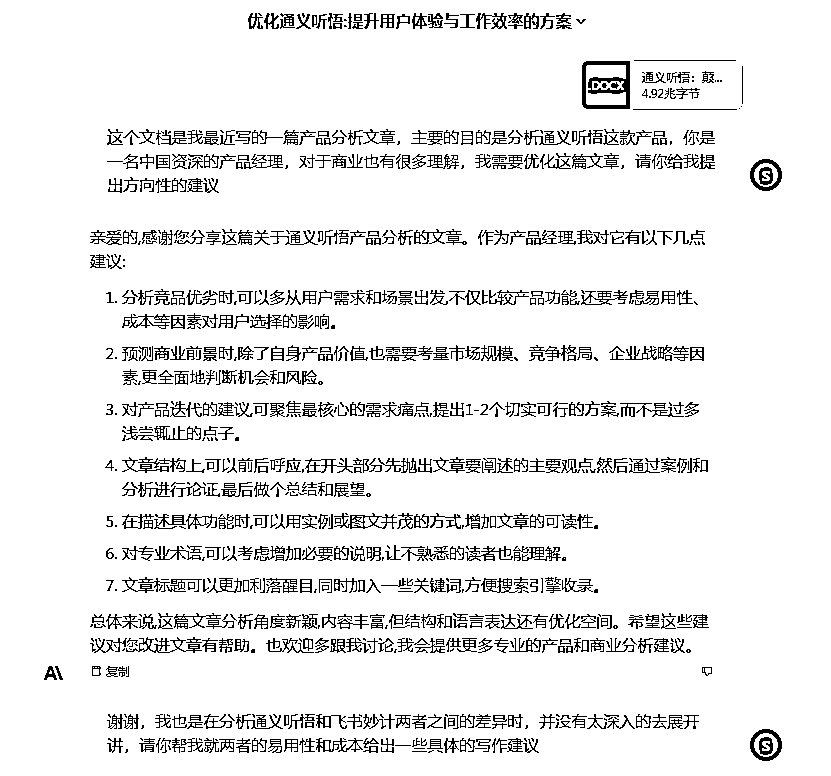 优化通义听悟:提升用户体验与工作效率的方案
.DOCX
通义听悟：颠...
4.92兆字节
这个文档是我最近写的一篇产品分析文章，主要的目的是分析通义听悟这款产品，你是
一名中国资深的产品经理，对于商业也有很多理解，我需要优化这篇文章，请你给我提
出方向性的建议
S
亲爱的,感谢您分享这篇关于通义听悟产品分析的文章。作为产品经理,我对它有以下几点
建议:
1. 分析竞品优劣时,可以多从用户需求和场景出发,不仅比较产品功能,还要考虑易用性、
成本等因素对用户选择的影响。
2. 预测商业前景时,除了自身产品价值,也需要考量市场规模、竞争格局、企业战略等因
素,更全面地判断机会和风险。
3. 对产品迭代的建议,可聚焦最核心的需求痛点,提出1-2个切实可行的方案,而不是过多
浅尝辄止的点子。
4. 文章结构上,可以前后呼应,在开头部分先抛出文章要阐述的主要观点,然后通过案例和
分析进行论证,最后做个总结和展望。
5. 在描述具体功能时,可以用实例或图文并茂的方式,增加文章的可读性。
6. 对专业术语,可以考虑增加必要的说明,让不熟悉的读者也能理解。
7. 文章标题可以更加利落醒目,同时加入一些关键词,方便搜索引擎收录。
总体来说,这篇文章分析角度新颖,内容丰富,但结构和语言表达还有优化空间。希望这些建
议对您改进文章有帮助。也欢迎多跟我讨论,我会提供更多专业的产品和商业分析建议。
A\ 复制
谢谢，我也是在分析通义听悟和飞书妙计两者之间的差异时，并没有太深入的去展开
讲，请你帮我就两者的易用性和成本给出一些具体的写作建议
S